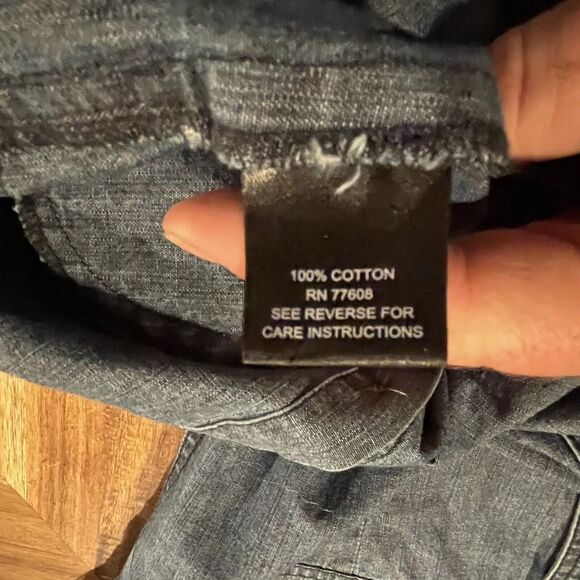 100% COTTON
RN 77608
SEE REVERSE FOR
CARE INSTRUCTIONS